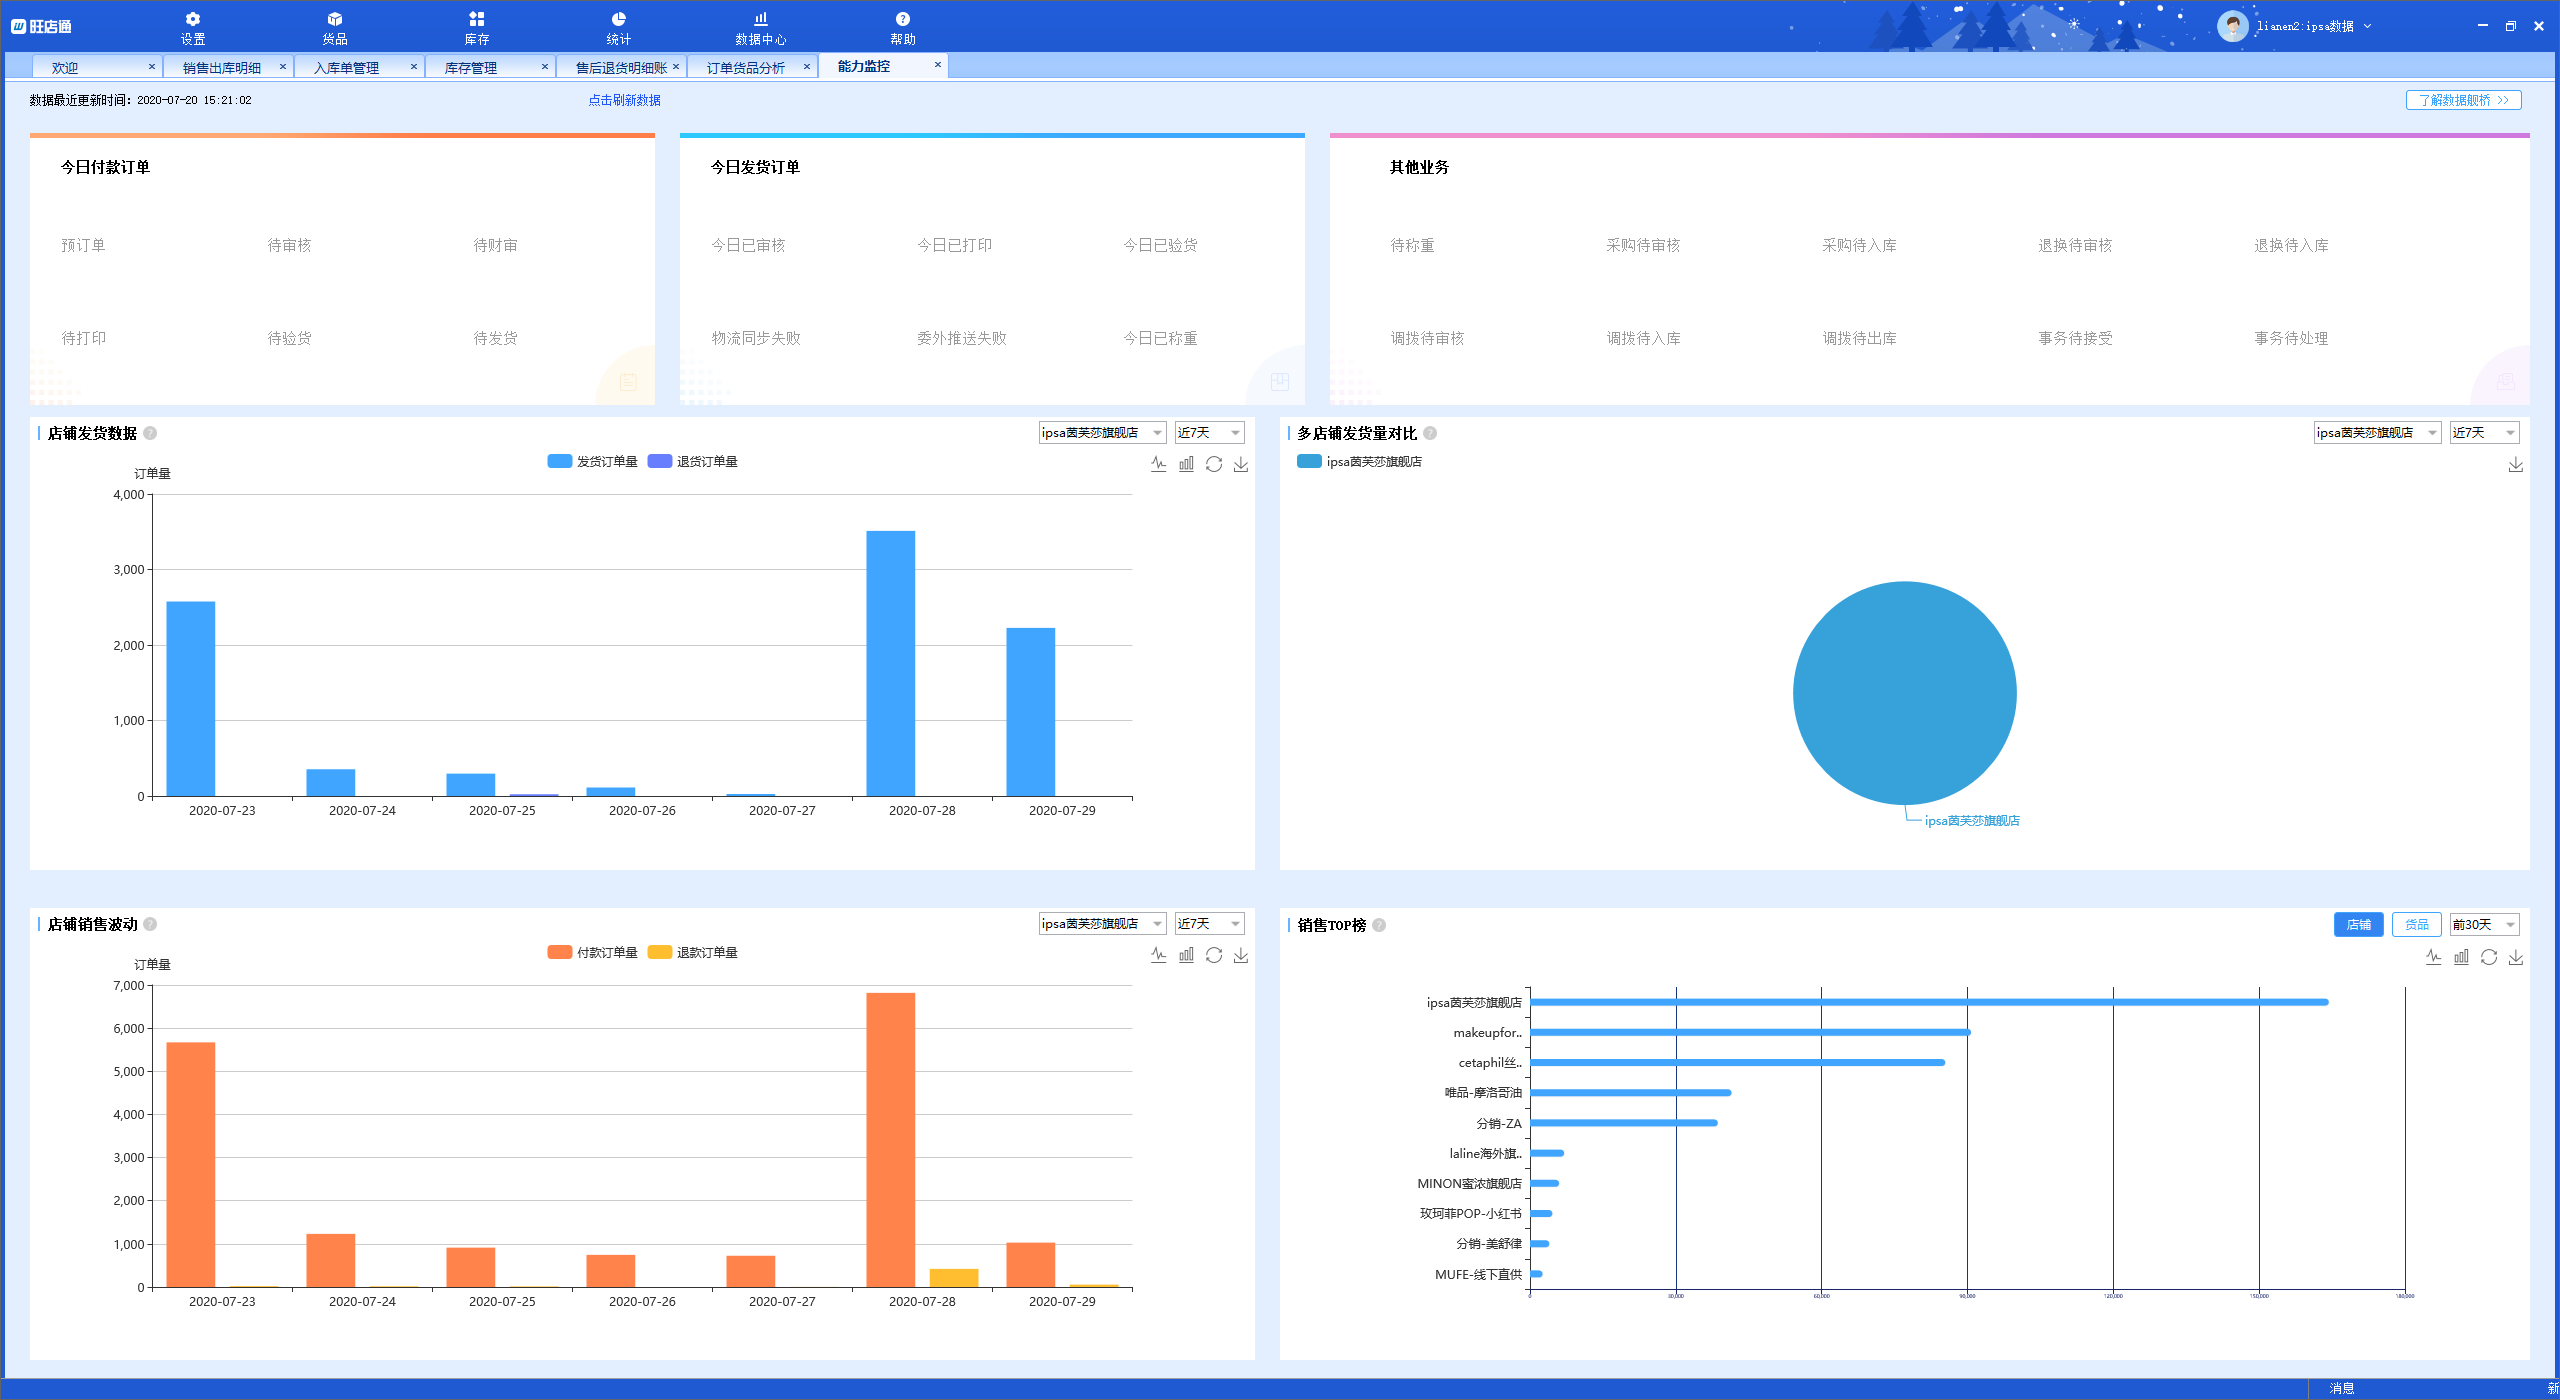 旺店通
设置 货品 库存 统计 数据中心 帮助
lianen2:ipsa数据
欢迎 销售出库明细 入库单管理 库存管理 售后退货明细账 订单货品分析 能力监控
数据最近更新时间: 2020-07-20 15:21:02 点击刷新数据 了解数据舰桥 >>
今日付款订单
预订单 待审核 待财审
待打印 待验货 待发货
今日发货订单
今日已审核 今日已打印 今日已验货
物流同步失败 委外推送失败 今日已称重
其他业务
待称重 采购待审核 采购待入库 退换待审核 退换待入库
调拨待审核 调拨待入库 调拨待出库 事务待接受 事务待处理
店铺发货数据 ? ipsa茵芙莎旗舰店 近7天
发货订单量 退货订单量
订单量
4,000
3,000
2,000
1,000
0
2020-07-23 2020-07-24 2020-07-25 2020-07-26 2020-07-27 2020-07-28 2020-07-29
多店铺发货量对比 ? ipsa茵芙莎旗舰店 近7天
ipsa茵芙莎旗舰店
ipsa茵芙莎旗舰店
店铺销售波动 ? ipsa茵芙莎旗舰店 近7天
付款订单量 退款订单量
订单量
7,000
6,000
5,000
4,000
3,000
2,000
1,000
0
2020-07-23 2020-07-24 2020-07-25 2020-07-26 2020-07-27 2020-07-28 2020-07-29
销售TOP榜 ? 店铺 货品 前30天
ipsa茵芙莎旗舰店
makeupfor..
cetaphil丝..
唯品-摩洛哥油
分销-ZA
laline海外旗..
MINON蜜浓旗舰店
玫珂菲POP-小红书
分销-美舒律
MUFE-线下直供
0 30,000 60,000 90,000 120,000 150,000 180,000
消息 新